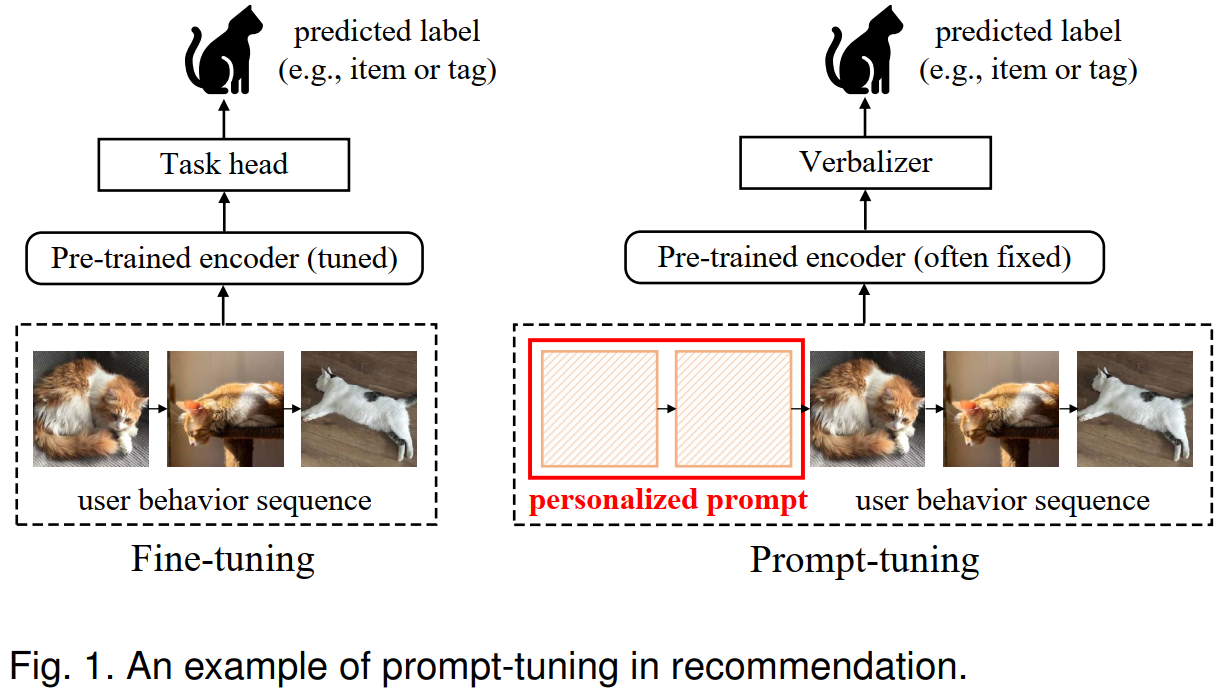 predicted label
(e.g., item or tag)
Task head
Pre-trained encoder (tuned)
user behavior sequence
Fine-tuning
predicted label
(e.g., item or tag)
Verbalizer
Pre-trained encoder (often fixed)
personalized prompt
user behavior sequence
Prompt-tuning
Fig. 1. An example of prompt-tuning in recommendation.